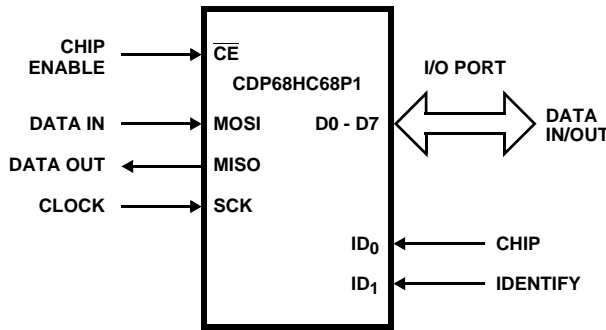 CHIP
ENABLE
CE
CDP68HC68P1
I/O PORT
DATA IN
MOSI
D0 - D7
DATA
IN/OUT
DATA OUT
MISO
CLOCK
SCK
ID0
CHIP
ID1
IDENTIFY